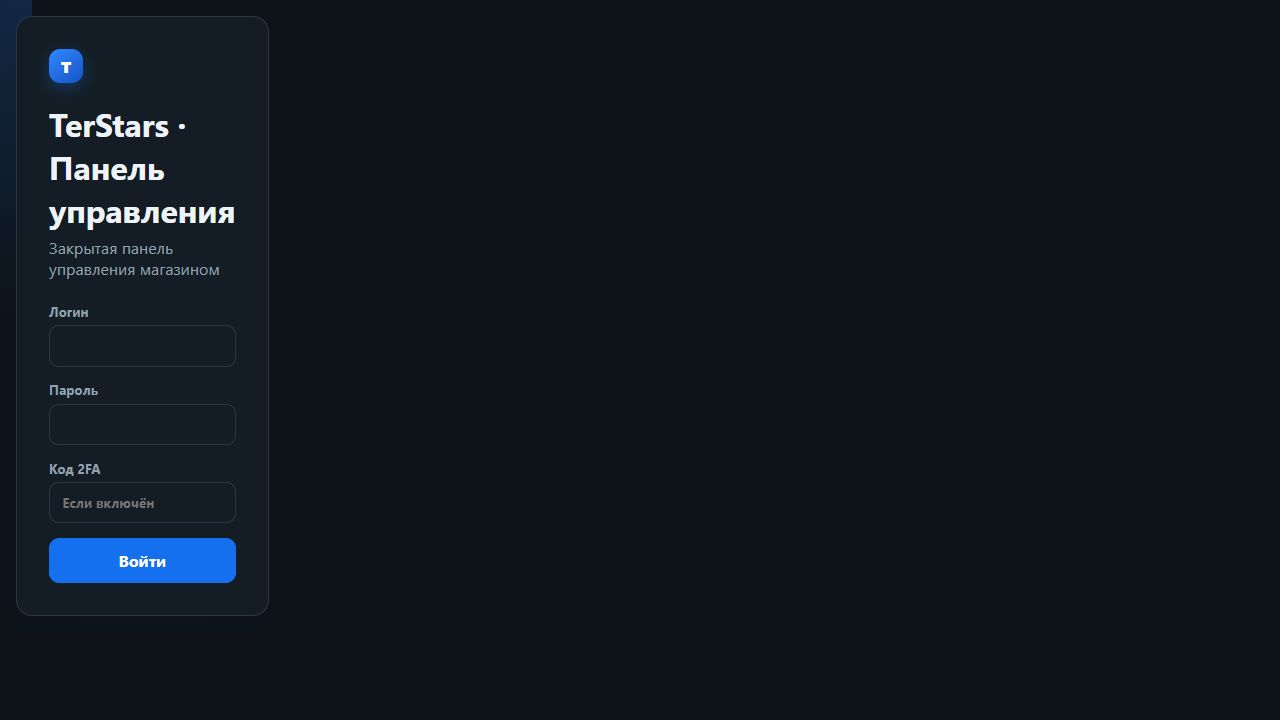 T
TerStars ·
Панель
управления
Закрытая панель
управления магазином
Логин
Пароль
Код 2FA
Если включён
Войти